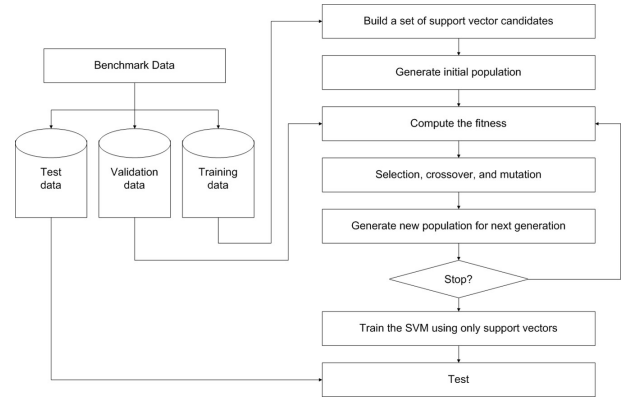 Benchmark Data
Test
data
Validation
data
Training
data
Build a set of support vector candidates
Generate initial population
Compute the fitness
Selection, crossover, and mutation
Generate new population for next generation
Stop?
Train the SVM using only support vectors
Test